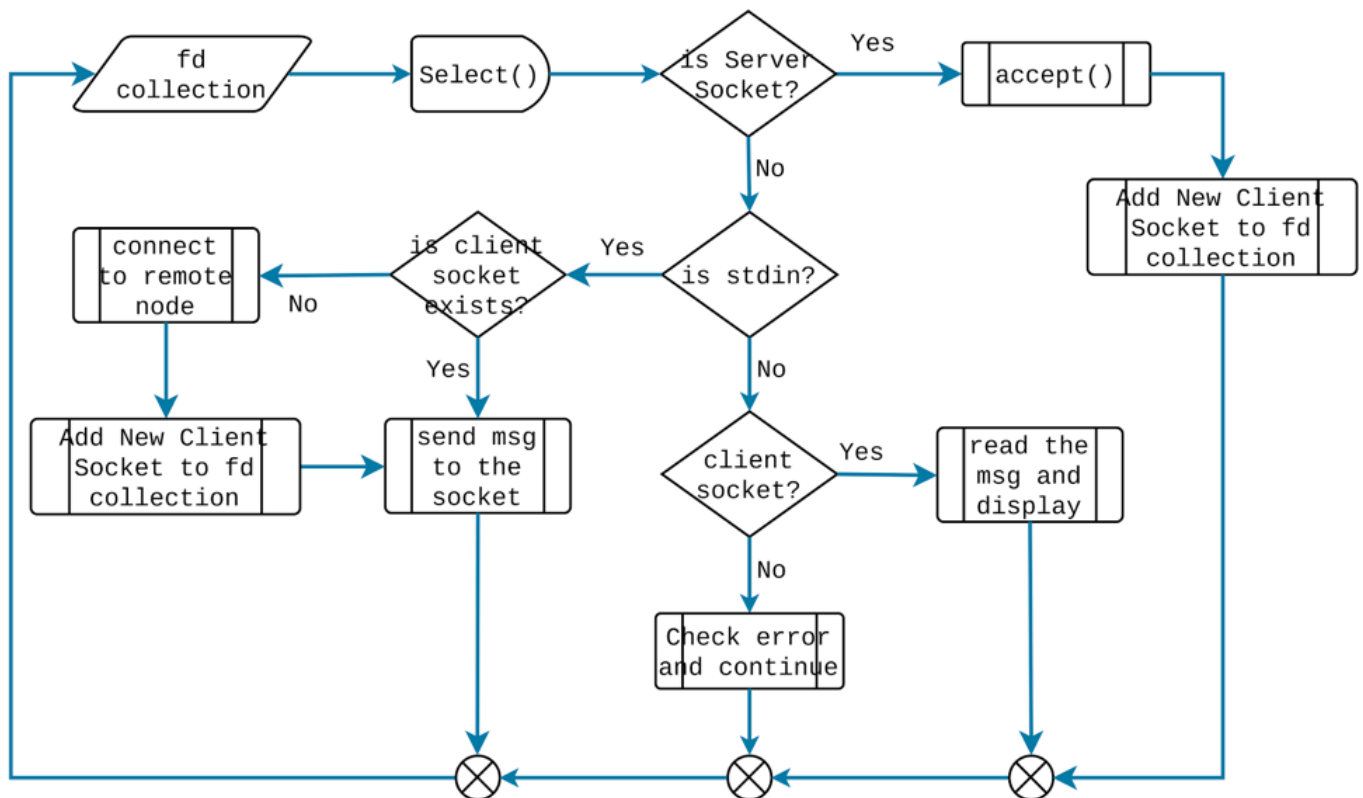 fd
collection
Select()
is Server
Socket?
Yes
accept()
No
Add New Client
Socket to fd
collection
connect
to remote
node
No
is client
socket
exists?
Yes
is stdin?
Yes
No
Add New Client
Socket to fd
collection
send msg
to the
socket
client
socket?
Yes
read the
msg and
display
No
Check error
and continue